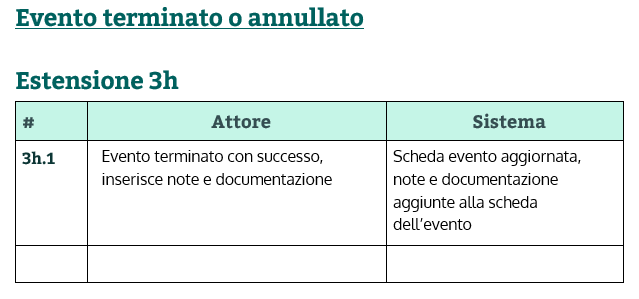 Evento terminato o annullato
Estensione 3h
# Attore Sistema
3h.1 Evento terminato con successo, Scheda evento aggiornata,
inserisce note e documentazione note e documentazione
aggiunte alla scheda
dell’evento